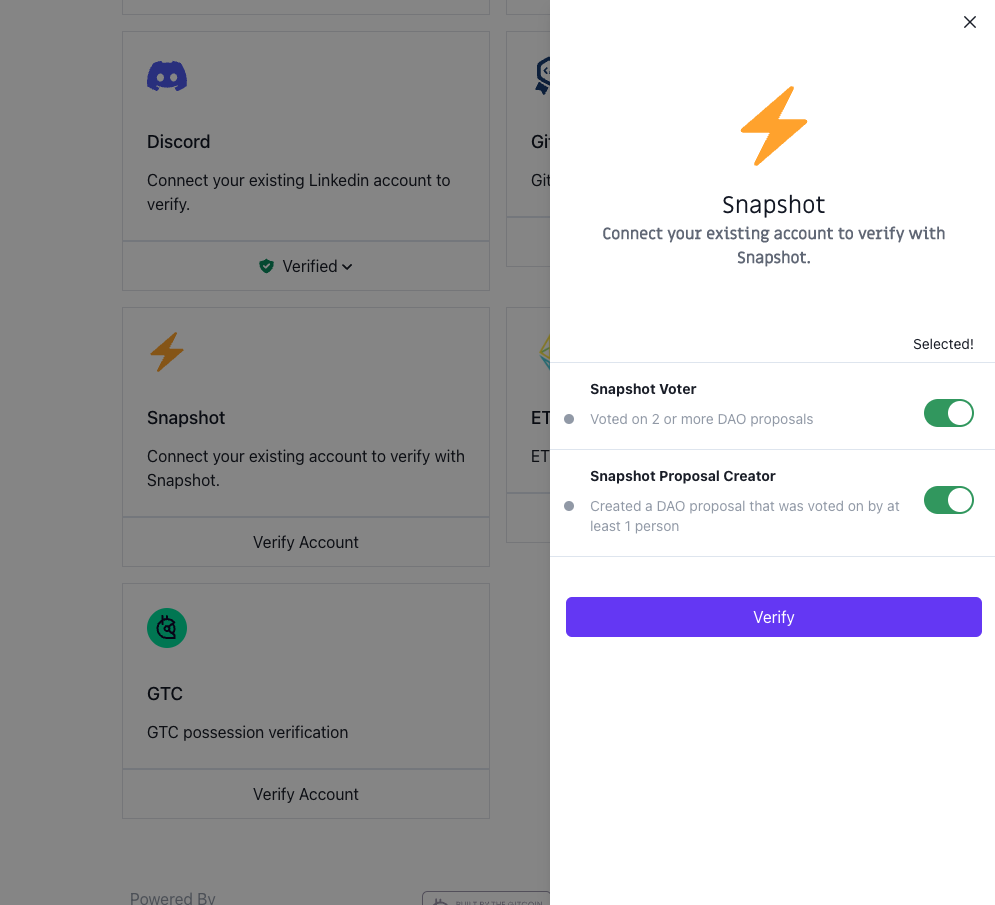 Discord
Connect your existing Linkedin account to
verify.
Verified
Gi
Git
Snapshot
Connect your existing account to verify with
Snapshot.
Verify Account
ET
ET
GTC
GTC possession verification
Verify Account
Powered By
BUILT BY THE GITCOIN
Snapshot
Connect your existing account to verify with
Snapshot.
Selected!
Snapshot Voter
Voted on 2 or more DAO proposals
Snapshot Proposal Creator
Created a DAO proposal that was voted on by at
least 1 person
Verify